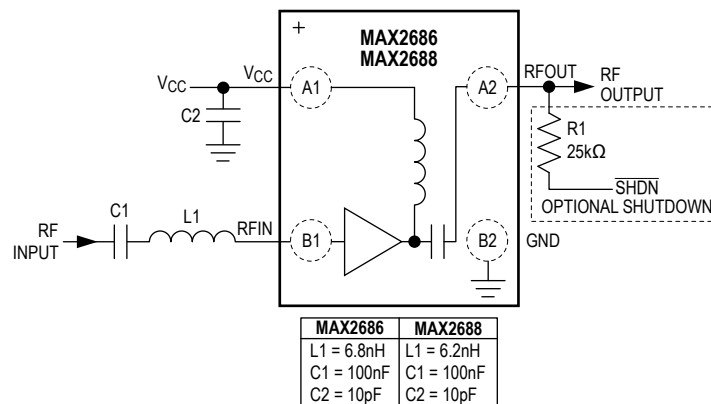 +
MAX2686
MAX2688
VCC
VCC
A1
A2
RFOUT
RF
OUTPUT
C2
R1
25kΩ
SHDN
OPTIONAL SHUTDOWN
C1
L1
RF
INPUT
RFIN
B1
B2
GND
MAX2686 MAX2688
L1 = 6.8nH L1 = 6.2nH
C1 = 100nF C1 = 100nF
C2 = 10pF C2 = 10pF